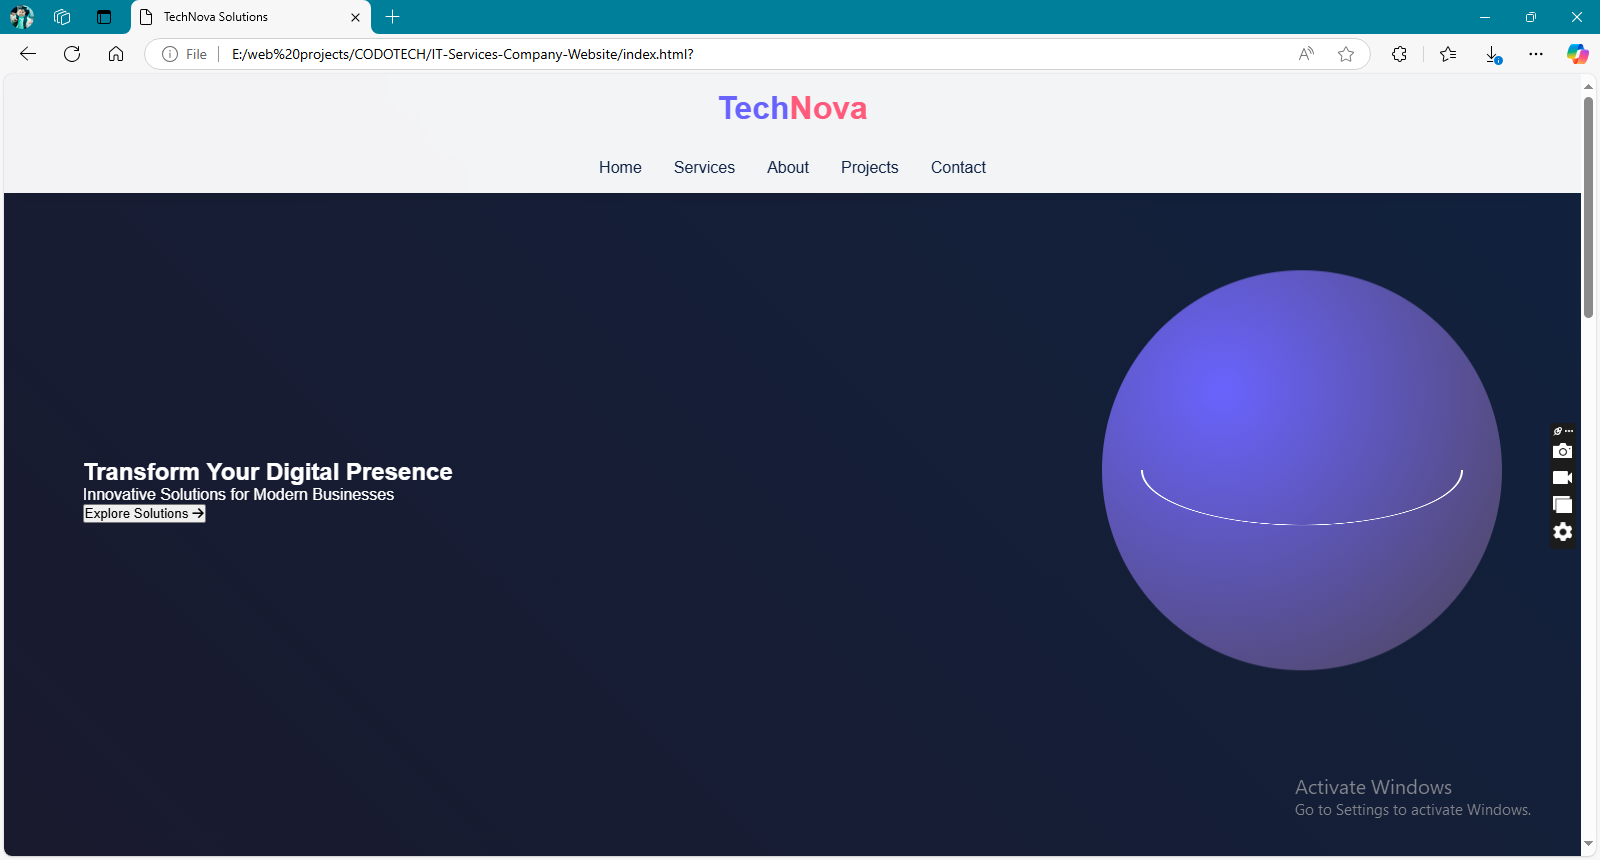 TechNova Solutions
File
E:/web%20projects/CODOTECH/IT-Services-Company-Website/index.html?
TechNova
Home Services About Projects Contact
Transform Your Digital Presence
Innovative Solutions for Modern Businesses
Explore Solutions →
Activate Windows
Go to Settings to activate Windows.